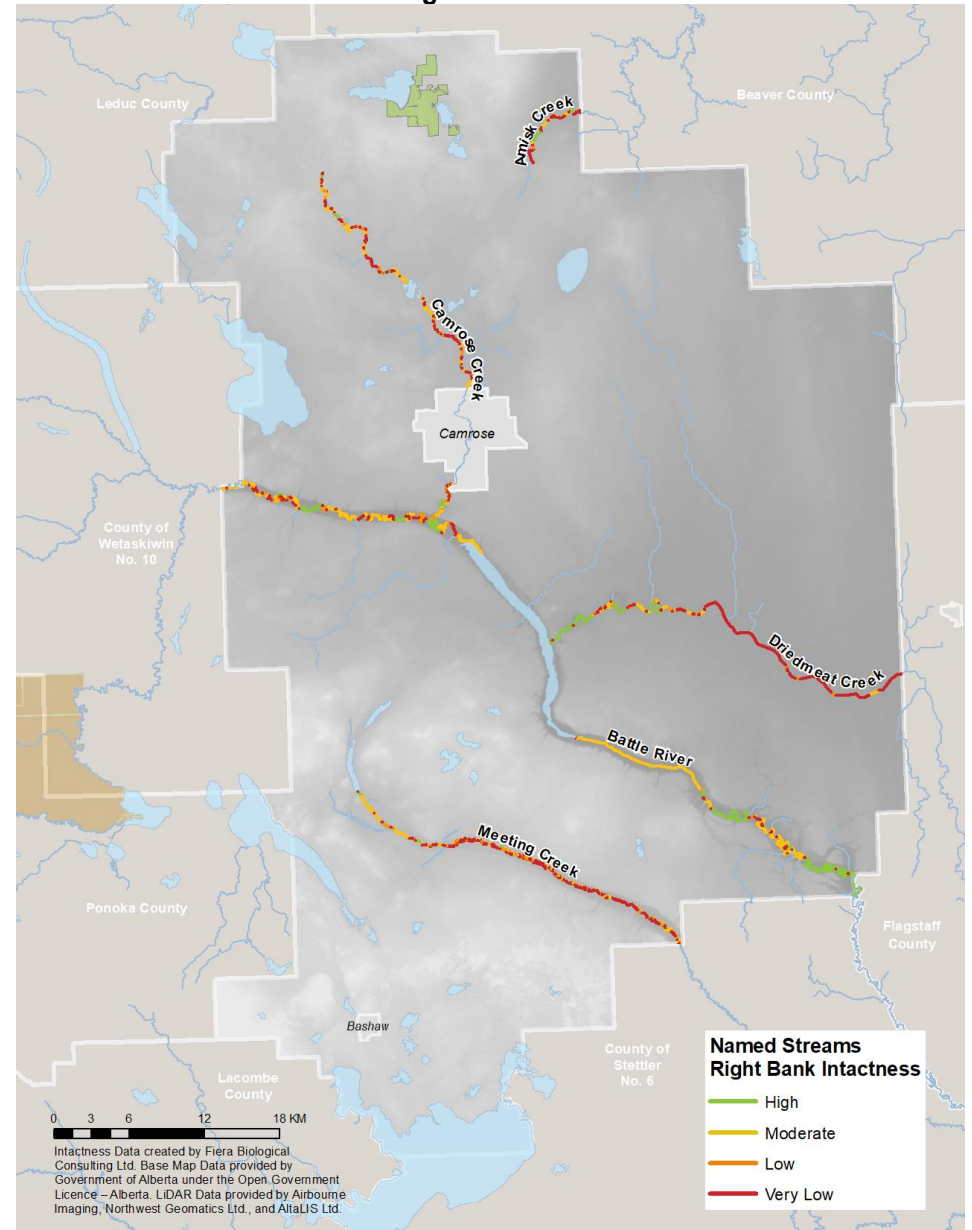 Leduc County
Beaver County
Amisk Creek
Camrose Creek
Camrose
County of
Wetaskiwin
No. 10
Driedmeat Creek
Battle River
Meeting Creek
Ponoka County
Flagstaff
County
Bashaw
County of
Stettler
No. 6
Lacombe
County
Named Streams
Right Bank Intactness
High
Moderate
Low
Very Low
0 3 6 12 18 KM
Intactness Data created by Fiera Biological
Consulting Ltd. Base Map Data provided by
Government of Alberta under the Open Government
Licence – Alberta. LiDAR Data provided by Airbourne
Imaging, Northwest Geomatics Ltd., and AltaLIS Ltd.